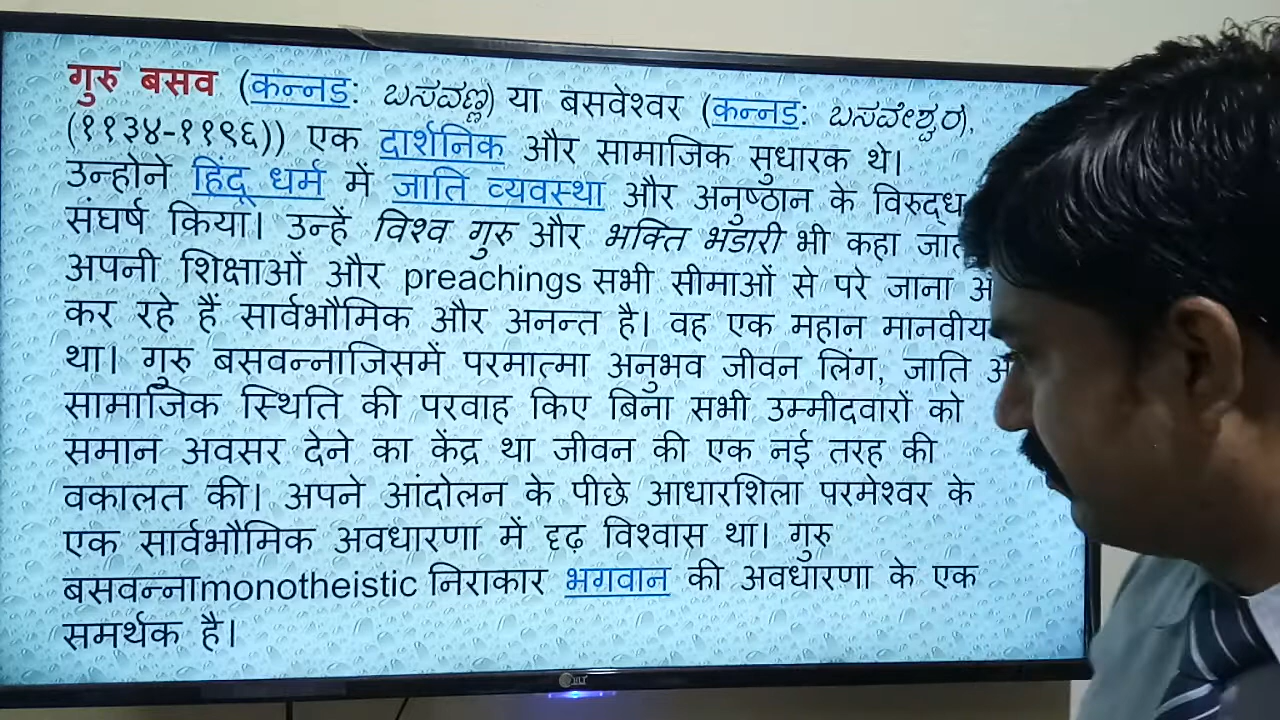 गुरु बसव (कन्नड: ಬಸವಣ್ಣ) या बसवेश्वर (कन्नड: ಬಸವೇಶ್ವರ),
(११३४-११९६)) एक दार्शनिक और सामाजिक सुधारक थे।
उन्होने हिंदू धर्म में जाति व्यवस्था और अनुष्ठान के विरुद्ध
संघर्ष किया। उन्हें विश्व गुरु और भक्ति भंडारी भी कहा
अपनी शिक्षाओं और preachings सभी सीमाओं से परे जाना
कर रहे हैं सार्वभौमिक और अनन्त है। वह एक महान मानवीय
था। गुरु बसवन्नाजिसमें परमात्मा अनुभव जीवन लिंग, जाति
सामाजिक स्थिति की परवाह किए बिना सभी उम्मीदवारों को
समान अवसर देने का केंद्र था जीवन की एक नई तरह की
वकालत की। अपने आंदोलन के पीछे आधारशिला परमेश्वर के
एक सार्वभौमिक अवधारणा में दृढ़ विश्वास था। गुरु
बसवन्नाmonotheistic निराकार भगवान की अवधारणा के एक
समर्थक है।